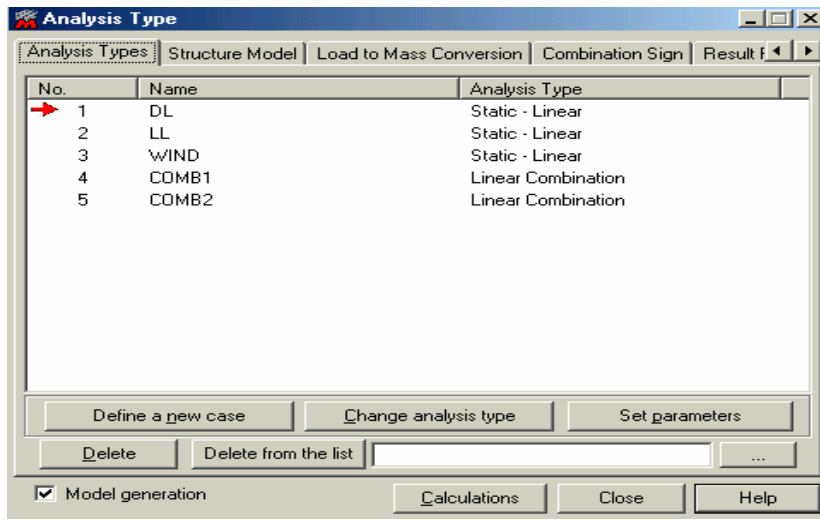 Analysis Type
Analysis Types Structure Model Load to Mass Conversion Combination Sign Result
No. Name Analysis Type
1 DL Static - Linear
2 LL Static - Linear
3 WIND Static - Linear
4 COMB1 Linear Combination
5 COMB2 Linear Combination
Define a new case Change analysis type Set parameters
Delete Delete from the list ...
Model generation Calculations Close Help